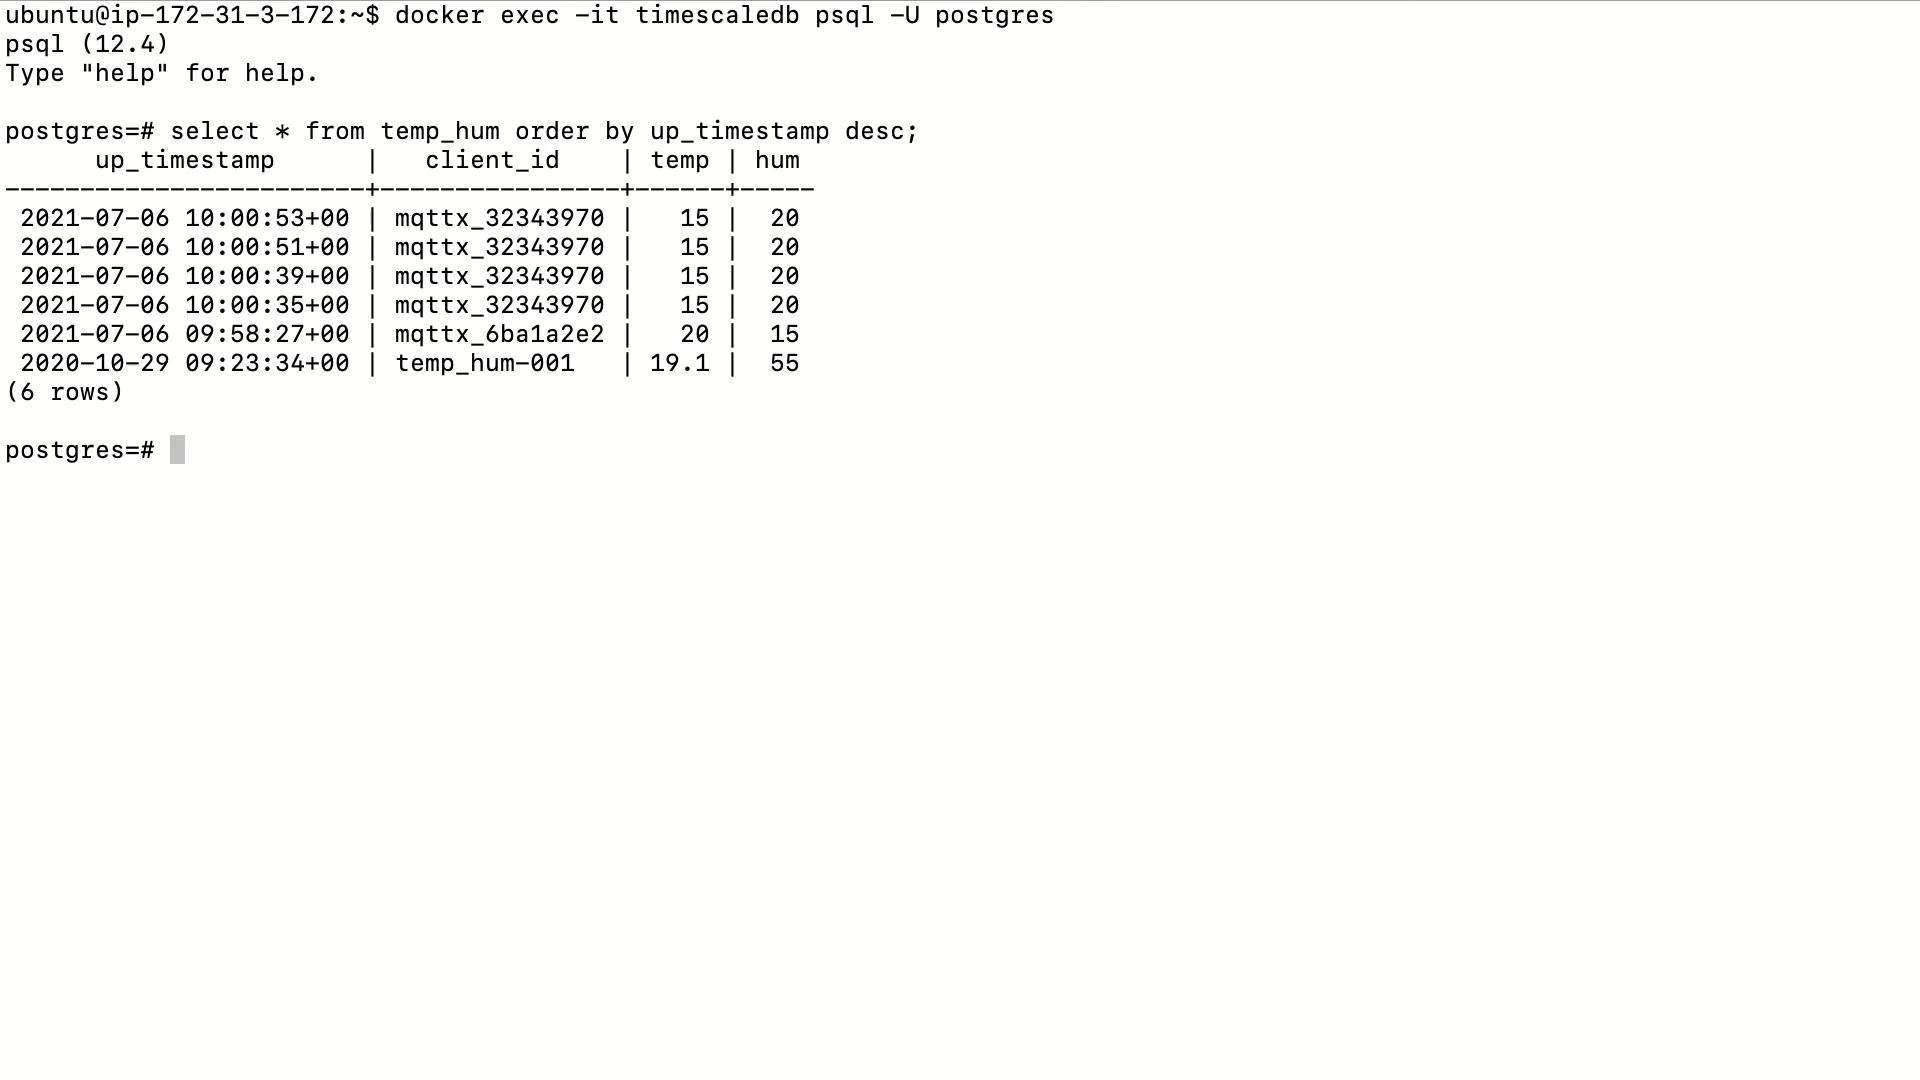 ubuntu@ip-172-31-3-172:~$ docker exec -it timescaledb psql -U postgres
psql (12.4)
Type "help" for help.
postgres=# select * from temp_hum order by up_timestamp desc;
      up_timestamp      |   client_id    | temp | hum
------------------------+----------------+------+-----
 2021-07-06 10:00:53+00 | mqttx_32343970 |   15 |  20
 2021-07-06 10:00:51+00 | mqttx_32343970 |   15 |  20
 2021-07-06 10:00:39+00 | mqttx_32343970 |   15 |  20
 2021-07-06 10:00:35+00 | mqttx_32343970 |   15 |  20
 2021-07-06 09:58:27+00 | mqttx_6ba1a2e2 |   20 |  15
 2020-10-29 09:23:34+00 | temp_hum-001   | 19.1 |  55
(6 rows)
postgres=#